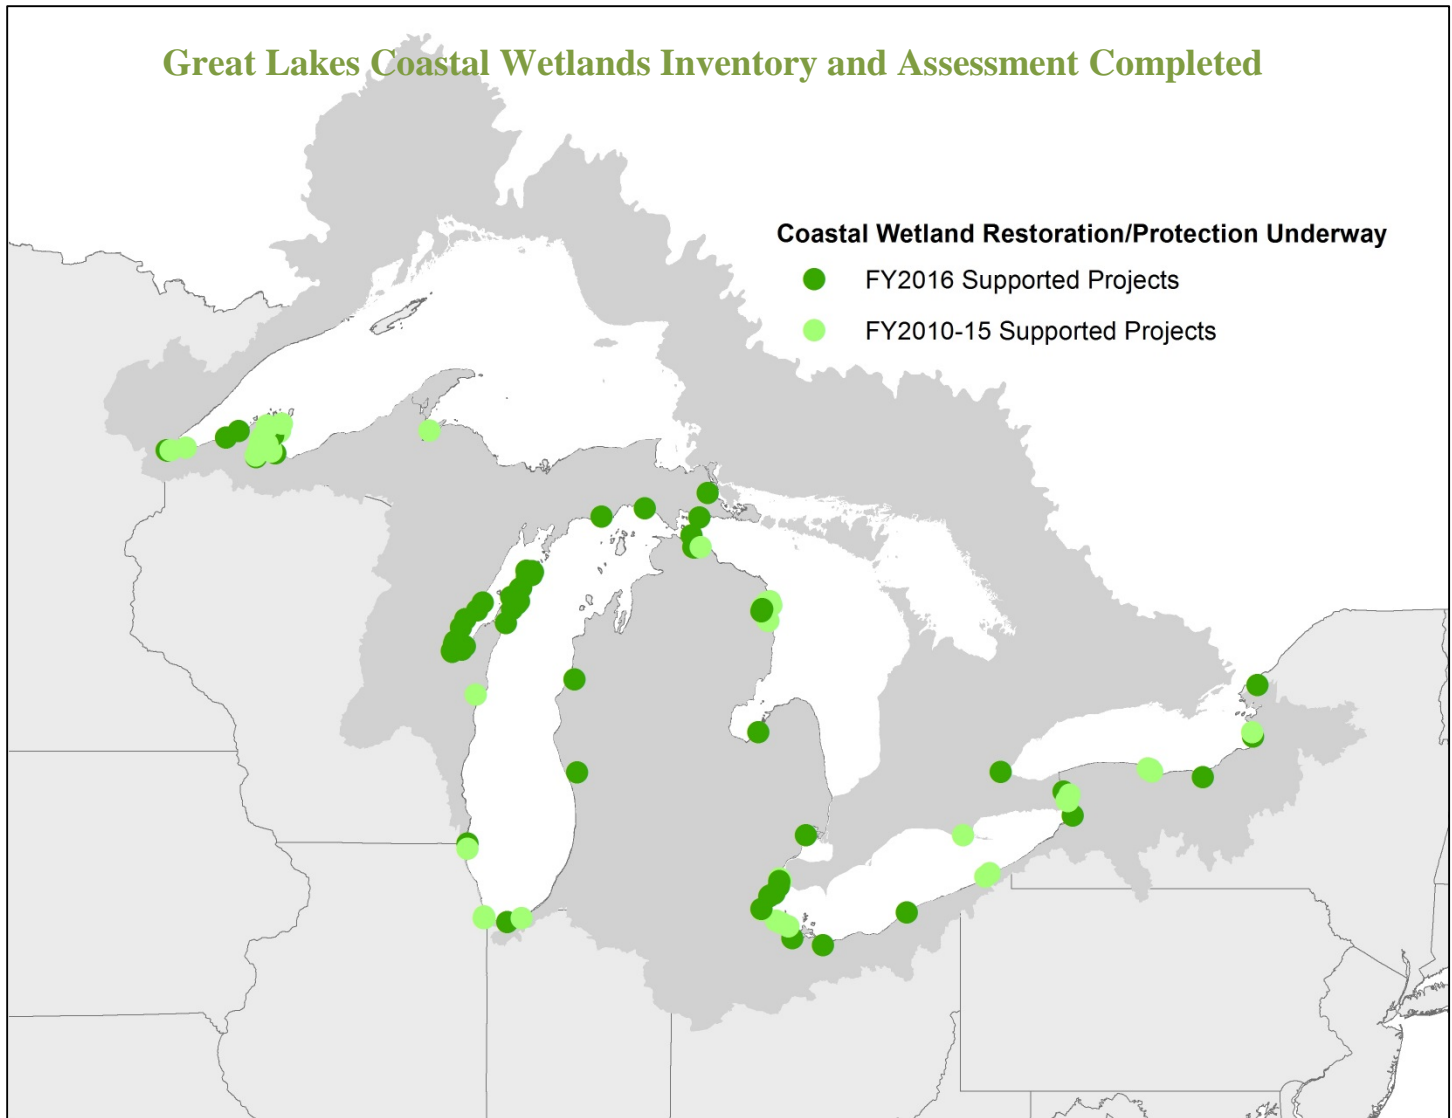 Great Lakes Coastal Wetlands Inventory and Assessment Completed
Coastal Wetland Restoration/Protection Underway
FY2016 Supported Projects
FY2010-15 Supported Projects